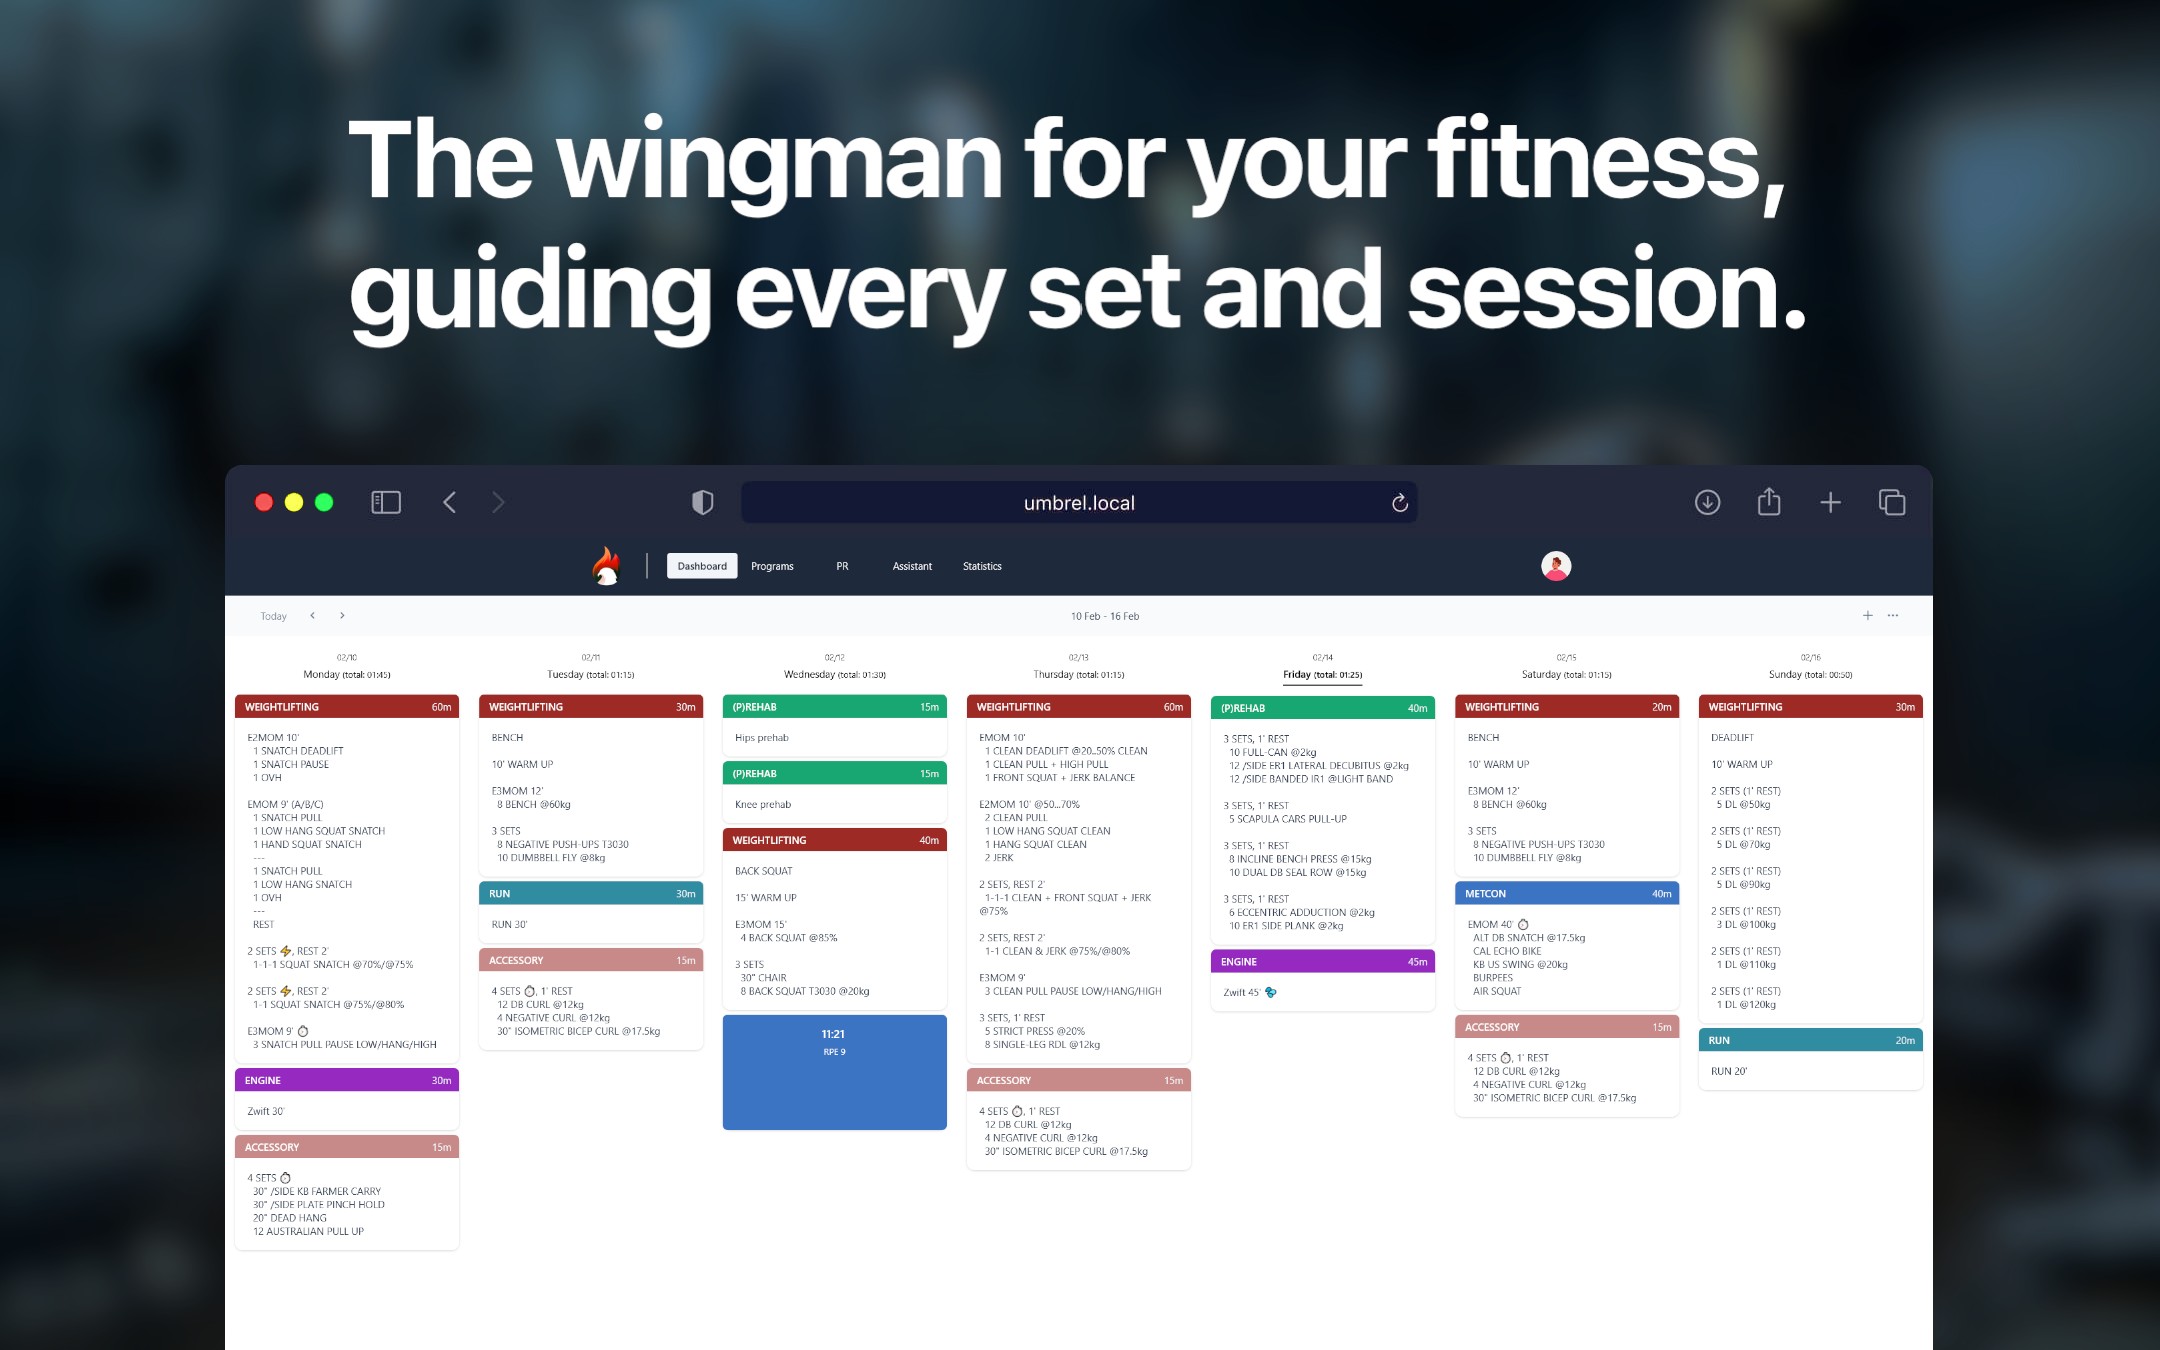 The wingman for your fitness,
guiding every set and session.
umbrel.local
Dashboard Programs PR Assistant Statistics
Today 10 Feb - 16 Feb
02/10
Monday (total: 01:45)
WEIGHTLIFTING 60m
E2MOM 10'
1 SNATCH DEADLIFT
1 SNATCH PAUSE
1 OVH
EMOM 9' (A/B/C)
1 SNATCH PULL
1 LOW HANG SQUAT SNATCH
1 HAND SQUAT SNATCH
---
1 SNATCH PULL
1 LOW HANG SNATCH
1 OVH
---
REST
2 SETS ⚡, REST 2'
1-1-1 SQUAT SNATCH @70%/@75%
2 SETS ⚡, REST 2'
1-1 SQUAT SNATCH @75%/@80%
E3MOM 9' ⏱
3 SNATCH PULL PAUSE LOW/HANG/HIGH
ENGINE 30m
Zwift 30'
ACCESSORY 15m
4 SETS ⏱
30" /SIDE KB FARMER CARRY
30" /SIDE PLATE PINCH HOLD
20" DEAD HANG
12 AUSTRALIAN PULL UP
02/11
Tuesday (total: 01:15)
WEIGHTLIFTING 30m
BENCH
10' WARM UP
E3MOM 12'
8 BENCH @60kg
3 SETS
8 NEGATIVE PUSH-UPS T3030
10 DUMBBELL FLY @8kg
RUN 30m
RUN 30'
ACCESSORY 15m
4 SETS ⏱, 1' REST
12 DB CURL @12kg
4 NEGATIVE CURL @12kg
30" ISOMETRIC BICEP CURL @17.5kg
02/12
Wednesday (total: 01:30)
(P)REHAB 15m
Hips prehab
(P)REHAB 15m
Knee prehab
WEIGHTLIFTING 40m
BACK SQUAT
15' WARM UP
E3MOM 15'
4 BACK SQUAT @85%
3 SETS
30" CHAIR
8 BACK SQUAT T3030 @20kg
11:21
RPE 9
02/13
Thursday (total: 01:15)
WEIGHTLIFTING 60m
EMOM 10'
1 CLEAN DEADLIFT @20..50% CLEAN
1 CLEAN PULL + HIGH PULL
1 FRONT SQUAT + JERK BALANCE
E2MOM 10' @50...70%
2 CLEAN PULL
1 LOW HANG SQUAT CLEAN
1 HANG SQUAT CLEAN
2 JERK
2 SETS, REST 2'
1-1-1 CLEAN + FRONT SQUAT + JERK
@75%
2 SETS, REST 2'
1-1 CLEAN & JERK @75%/@80%
E3MOM 9'
3 CLEAN PULL PAUSE LOW/HANG/HIGH
3 SETS, 1' REST
5 STRICT PRESS @20%
8 SINGLE-LEG RDL @12kg
ACCESSORY 15m
4 SETS ⏱, 1' REST
12 DB CURL @12kg
4 NEGATIVE CURL @12kg
30" ISOMETRIC BICEP CURL @17.5kg
02/14
Friday (total: 01:25)
(P)REHAB 40m
3 SETS, 1' REST
10 FULL-CAN @2kg
12 /SIDE ER1 LATERAL DECUBITUS @2kg
12 /SIDE BANDED IR1 @LIGHT BAND
3 SETS, 1' REST
5 SCAPULA CARS PULL-UP
3 SETS, 1' REST
8 INCLINE BENCH PRESS @15kg
10 DUAL DB SEAL ROW @15kg
3 SETS, 1' REST
6 ECCENTRIC ADDUCTION @2kg
10 ER1 SIDE PLANK @2kg
ENGINE 45m
Zwift 45'
02/15
Saturday (total: 01:15)
WEIGHTLIFTING 20m
BENCH
10' WARM UP
E3MOM 12'
8 BENCH @60kg
3 SETS
8 NEGATIVE PUSH-UPS T3030
10 DUMBBELL FLY @8kg
METCON 40m
EMOM 40' ⏱
ALT DB SNATCH @17.5kg
CAL ECHO BIKE
KB US SWING @20kg
BURPEES
AIR SQUAT
ACCESSORY 15m
4 SETS ⏱, 1' REST
12 DB CURL @12kg
4 NEGATIVE CURL @12kg
30" ISOMETRIC BICEP CURL @17.5kg
02/16
Sunday (total: 00:50)
WEIGHTLIFTING 30m
DEADLIFT
10' WARM UP
2 SETS (1' REST)
5 DL @50kg
2 SETS (1' REST)
5 DL @70kg
2 SETS (1' REST)
5 DL @90kg
2 SETS (1' REST)
3 DL @100kg
2 SETS (1' REST)
1 DL @110kg
2 SETS (1' REST)
1 DL @120kg
RUN 20m
RUN 20'